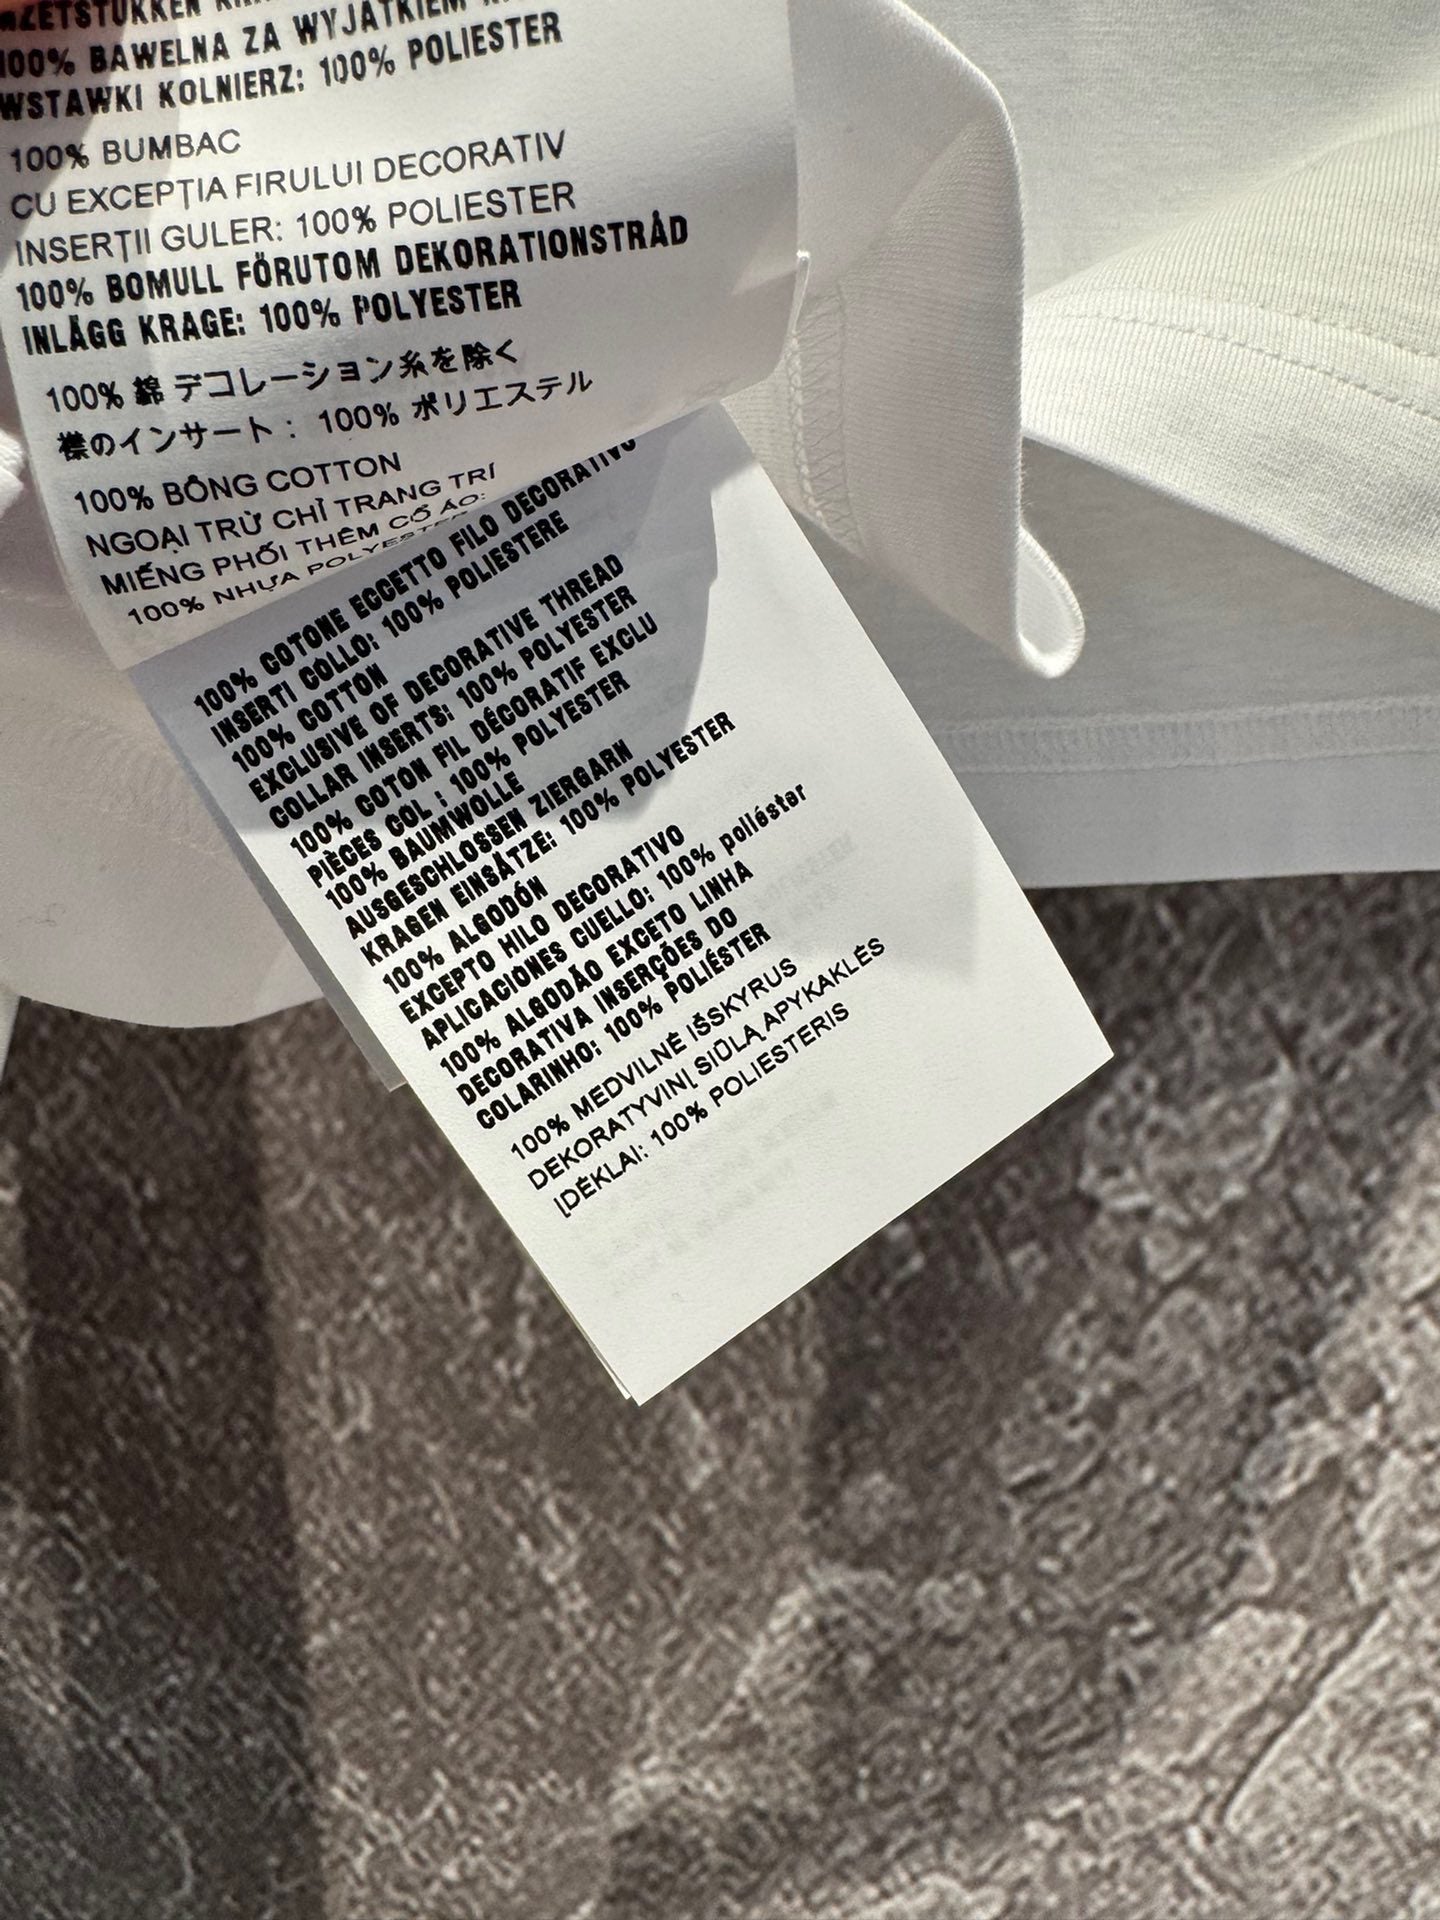 100% BAWELNA ZA WYJATKIEM
WSTAWKI KOLNIERZ: 100% POLIESTER
100% BUMBAC
CU EXCEPȚIA FIRULUI DECORATIV
INSERȚII GULER: 100% POLIESTER
100% BOMULL FÖRUTOM DEKORATIONSTRÅD
INLÄGG KRAGE: 100% POLYESTER
100% 綿 デコレーション糸を除く
襟のインサート: 100% ポリエステル
100% BÔNG COTTON
NGOẠI TRỪ CHỈ TRANG TRÍ
MIẾNG PHỐI THÊM CỔ ÁO:
100% NHỰA POLYESTER
100% COTONE ECCETTO FILO DECORATIVO
INSERTI COLLO: 100% POLIESTERE
100% COTTON
EXCLUSIVE OF DECORATIVE THREAD
COLLAR INSERTS: 100% POLYESTER
100% COTON FIL DÉCORATIF EXCLU
PIÈCES COL : 100% POLYESTER
100% BAUMWOLLE
AUSGESCHLOSSEN ZIERGARN
KRAGEN EINSÄTZE: 100% POLYESTER
100% ALGODÓN
EXCEPTO HILO DECORATIVO
APLICACIONES CUELLO: 100% poliéster
100% ALGODÃO EXCETO LINHA
DECORATIVA INSERÇÕES DO
COLARINHO: 100% POLIÉSTER
100% MEDVILNĖ IŠSKYRUS
DEKORATYVINĮ SIŪLĄ APYKAKLĖS
ĮDĖKLAI: 100% POLIESTERIS